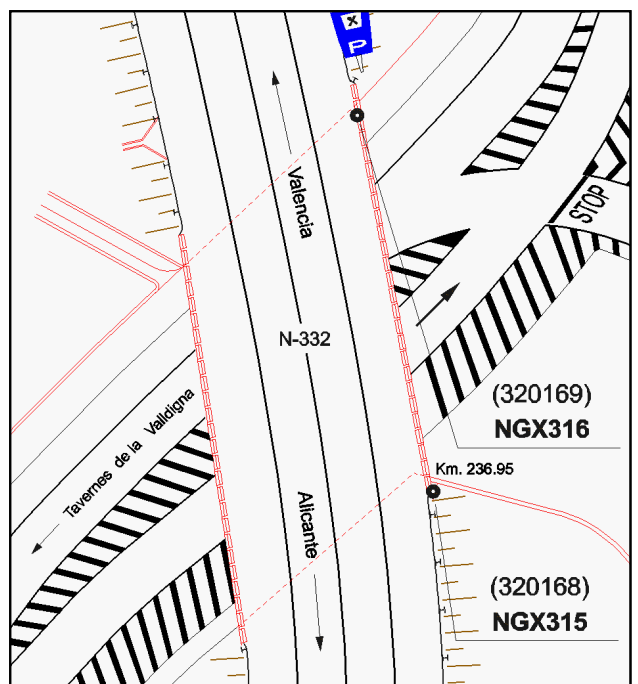 P
Valencia
STOP
N-332
(320169)
NGX316
Tavernes de la Valldigna
Km. 236.95
Alicante
(320168)
NGX315